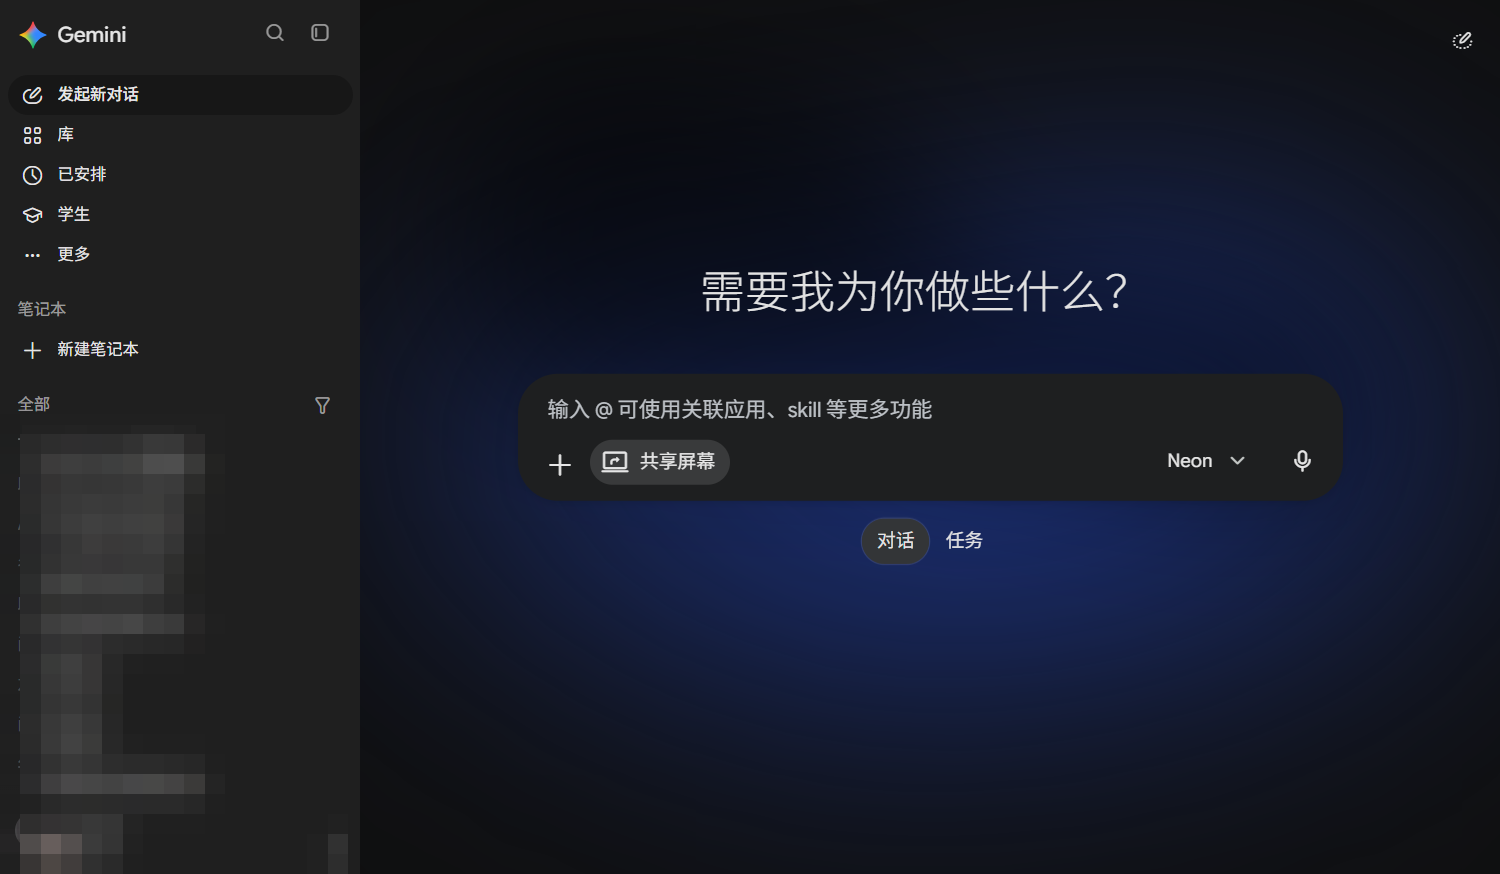 Gemini
发起新对话
库
已安排
学生
更多
笔记本
新建笔记本
全部
需要我为你做些什么？
输入 @ 可使用关联应用、skill 等更多功能
共享屏幕
Neon
对话
任务